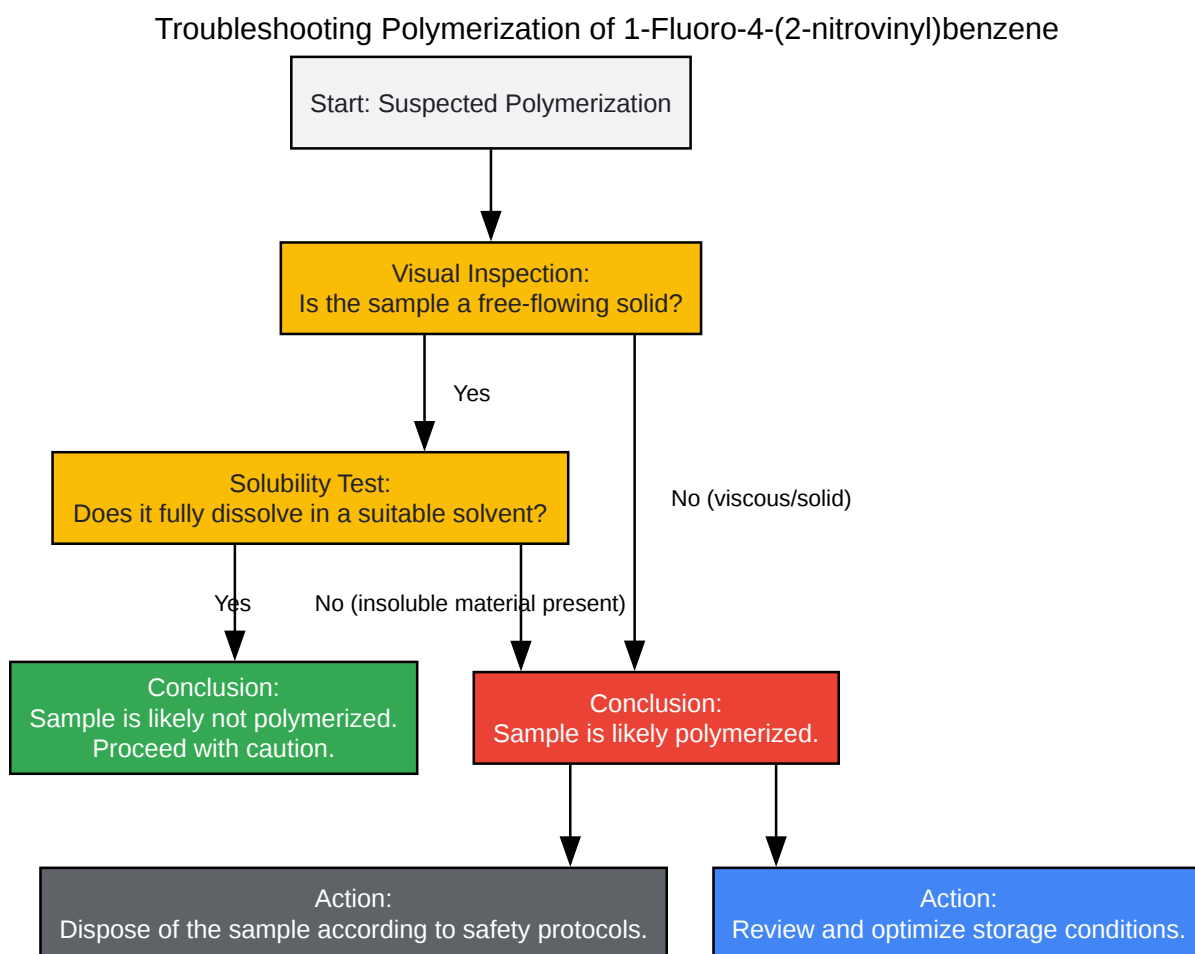 Troubleshooting Polymerization of 1-Fluoro-4-(2-nitrovinyl)benzene
Start: Suspected Polymerization
Visual Inspection:
Is the sample a free-flowing solid?
Yes
Solubility Test:
Does it fully dissolve in a suitable solvent?
No (viscous/solid)
Yes
No (insoluble material present)
Conclusion:
Sample is likely not polymerized.
Proceed with caution.
Conclusion:
Sample is likely polymerized.
Action:
Dispose of the sample according to safety protocols.
Action:
Review and optimize storage conditions.